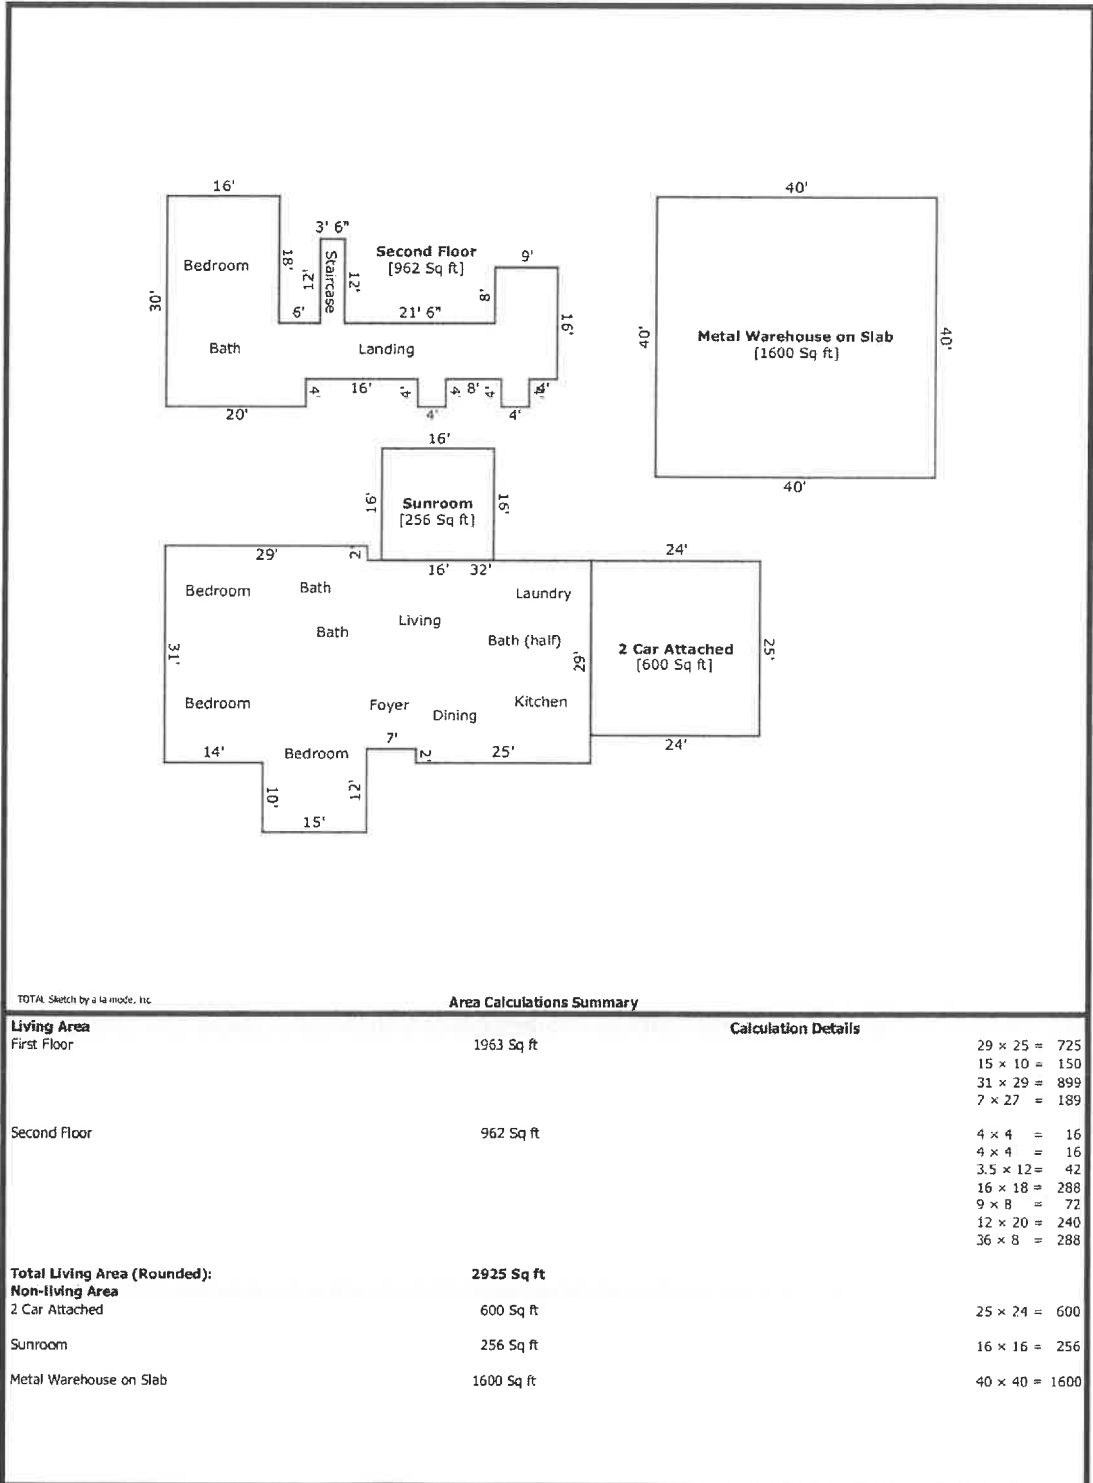 16'
40'
3' 6"
Second Floor
[962 Sq ft]
9'
Bedroom
18'
12'
Staircase
12'
8'
30'
6'
21' 6"
16'
40'
Metal Warehouse on Slab
[1600 Sq ft]
40'
Bath
Landing
4'
16'
4'
4'
8'
4'
4'
4'
20'
4'
4'
16'
40'
16'
Sunroom
[256 Sq ft]
16'
29'
2'
16'
32'
24'
Bedroom
Bath
Laundry
Living
Bath
Bath (half)
31'
29'
2 Car Attached
[600 Sq ft]
25'
Bedroom
Foyer
Dining
Kitchen
7'
24'
14'
Bedroom
2'
25'
10'
12'
15'
TOTAL Sketch by a la mode, inc.
Area Calculations Summary
Living Area
Calculation Details
First Floor
1963 Sq ft
29 × 25 = 725
15 × 10 = 150
31 × 29 = 899
7 × 27 = 189
Second Floor
962 Sq ft
4 × 4 = 16
4 × 4 = 16
3.5 × 12 = 42
16 × 18 = 288
9 × 8 = 72
12 × 20 = 240
36 × 8 = 288
Total Living Area (Rounded):
2925 Sq ft
Non-living Area
2 Car Attached
600 Sq ft
25 × 24 = 600
Sunroom
256 Sq ft
16 × 16 = 256
Metal Warehouse on Slab
1600 Sq ft
40 × 40 = 1600